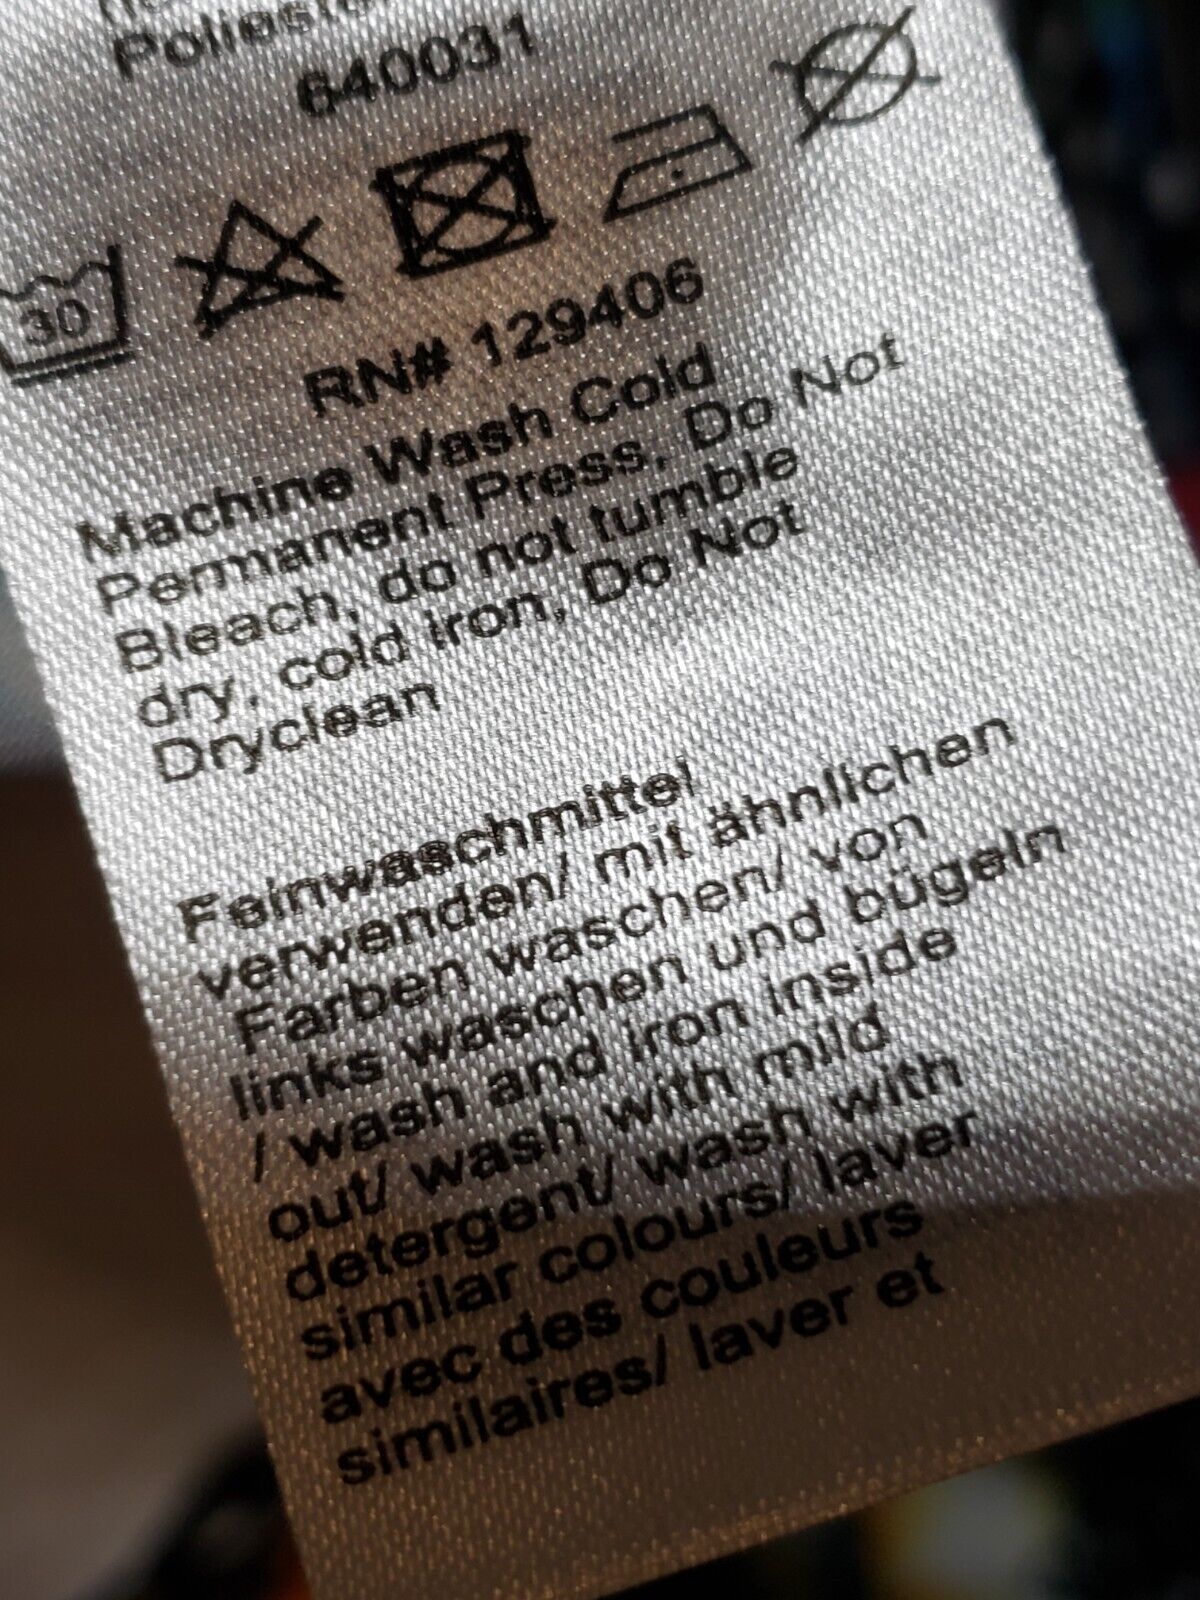 Poliester
640031
30
RN# 129406
Machine Wash Cold
Permanent Press, Do Not
Bleach, do not tumble
dry, cold iron, Do Not
Dryclean
Feinwaschmittel
verwenden/ mit ähnlichen
Farben waschen/ von
links waschen und bügeln
/ wash and iron inside
out/ wash with mild
detergent/ wash with
similar colours/ laver
avec des couleurs
similaires/ laver et